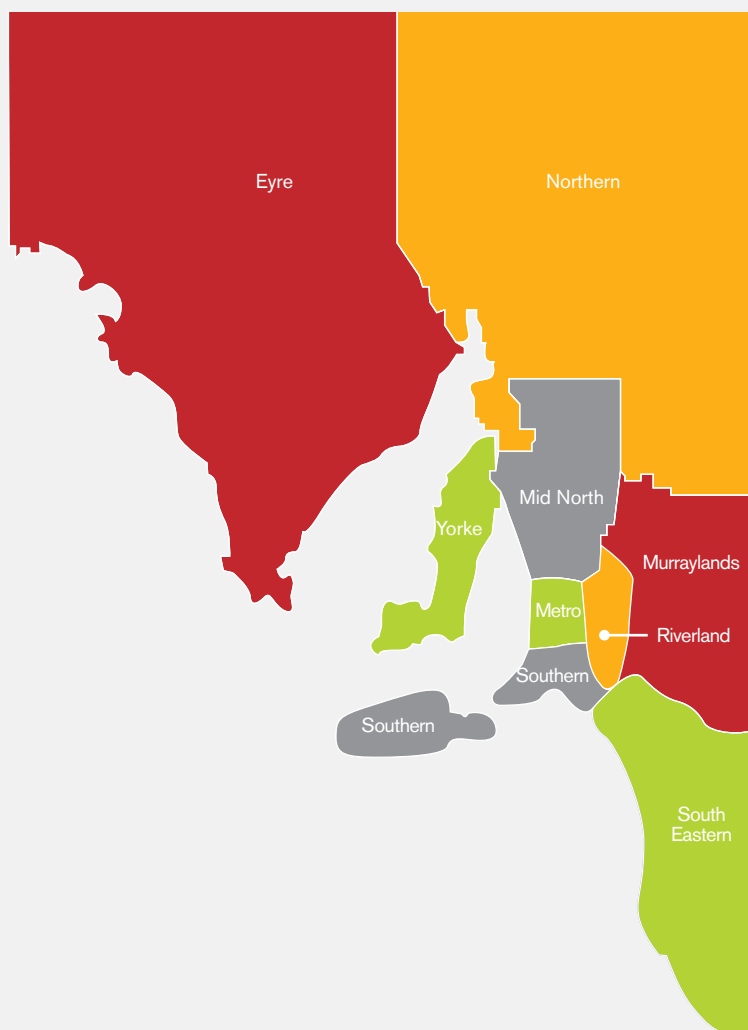 Eyre
Northern
Mid North
Yorke
Murraylands
Metro
Riverland
Southern
Southern
South
Eastern